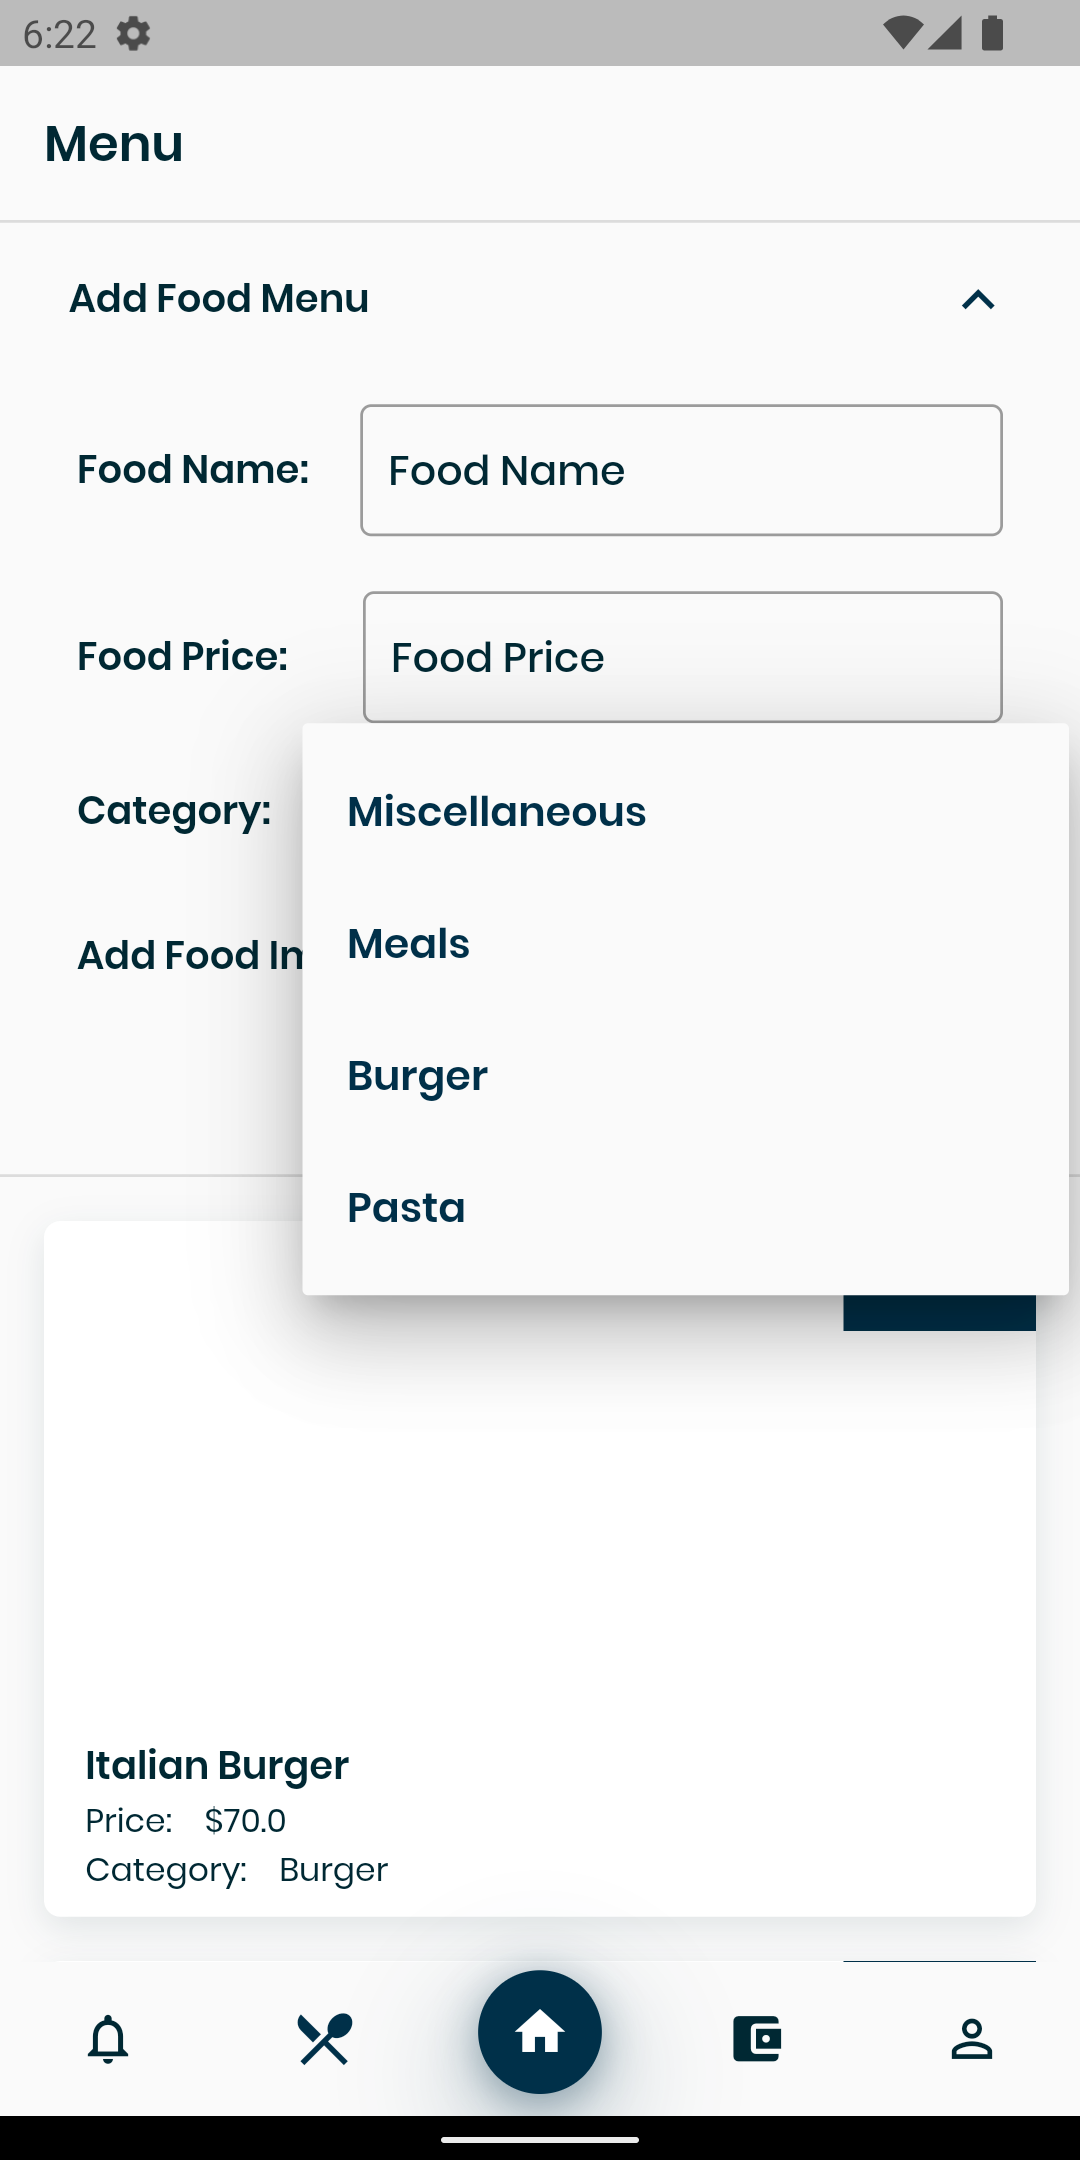 6:22
Menu
Add Food Menu
Food Name:
Food Name
Food Price:
Food Price
Category:
Miscellaneous
Add Food
Meals
Burger
Pasta
Italian Burger
Price: $70.0
Category: Burger